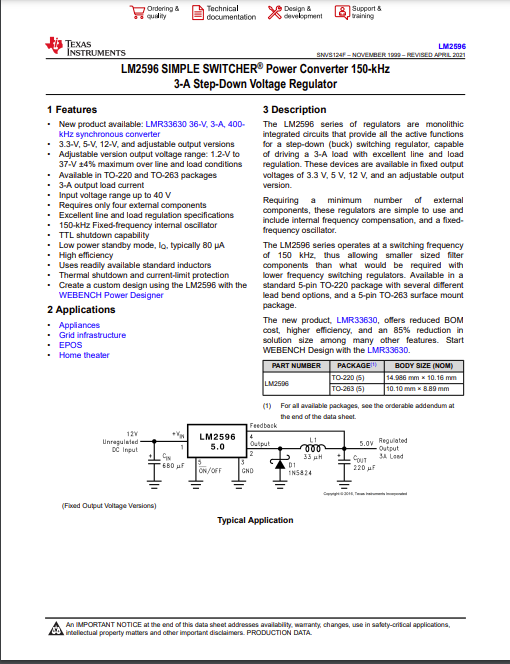 Ordering & quality
Technical documentation
Design & development
Support & training
TEXAS INSTRUMENTS
LM2596
SNVS124F – NOVEMBER 1999 – REVISED APRIL 2021
LM2596 SIMPLE SWITCHER® Power Converter 150-kHz
3-A Step-Down Voltage Regulator
1 Features
• New product available: LMR33630 36-V, 3-A, 400-
kHz synchronous converter
• 3.3-V, 5-V, 12-V, and adjustable output versions
• Adjustable version output voltage range: 1.2-V to
37-V ±4% maximum over line and load conditions
• Available in TO-220 and TO-263 packages
• 3-A output load current
• Input voltage range up to 40 V
• Requires only four external components
• Excellent line and load regulation specifications
• 150-kHz Fixed-frequency internal oscillator
• TTL shutdown capability
• Low power standby mode, IQ, typically 80 μA
• High efficiency
• Uses readily available standard inductors
• Thermal shutdown and current-limit protection
• Create a custom design using the LM2596 with the
WEBENCH Power Designer
2 Applications
• Appliances
• Grid infrastructure
• EPOS
• Home theater
3 Description
The LM2596 series of regulators are monolithic
integrated circuits that provide all the active functions
for a step-down (buck) switching regulator, capable
of driving a 3-A load with excellent line and load
regulation. These devices are available in fixed output
voltages of 3.3 V, 5 V, 12 V, and an adjustable output
version.
Requiring a minimum number of external
components, these regulators are simple to use and
include internal frequency compensation, and a fixed-
frequency oscillator.
The LM2596 series operates at a switching frequency
of 150 kHz, thus allowing smaller sized filter
components than what would be required with
lower frequency switching regulators. Available in a
standard 5-pin TO-220 package with several different
lead bend options, and a 5-pin TO-263 surface mount
package.
The new product, LMR33630, offers reduced BOM
cost, higher efficiency, and an 85% reduction in
solution size among many other features. Start
WEBENCH Design with the LMR33630.
PART NUMBER PACKAGE(1) BODY SIZE (NOM)
LM2596 TO-220 (5) 14.986 mm × 10.16 mm
TO-263 (5) 10.10 mm × 8.89 mm
(1) For all available packages, see the orderable addendum at
the end of the data sheet.
Feedback
12V
Unregulated
DC Input
+VIN
1
LM2596
5.0
4
Output
2
L1
33 μH
5.0V
Regulated
Output
3A Load
+
CIN
680 μF
5
ON/OFF
3
GND
D1
1N5824
+
COUT
220 μF
Copyright © 2016, Texas Instruments Incorporated
(Fixed Output Voltage Versions)
Typical Application
An IMPORTANT NOTICE at the end of this data sheet addresses availability, warranty, changes, use in safety-critical applications,
intellectual property matters and other important disclaimers. PRODUCTION DATA.